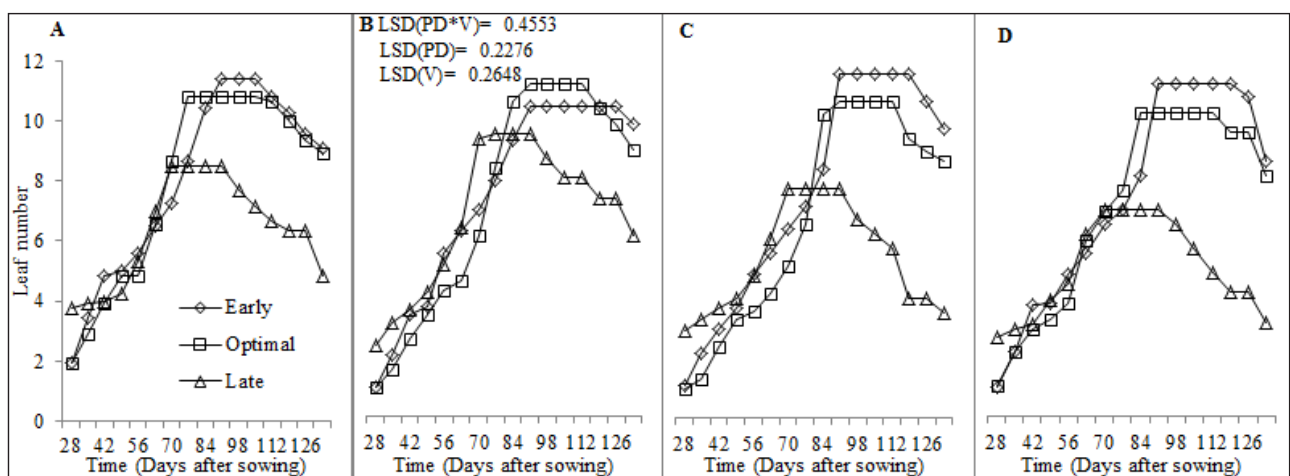 A
B LSD(PD*V)= 0.4553
LSD(PD)= 0.2276
LSD(V)= 0.2648
C
D
Leaf number
12
10
8
6
4
2
0
Early
Optimal
Late
28 42 56 70 84 98 112 126
28 42 56 70 84 98 112 126
28 42 56 70 84 98 112 126
28 42 56 70 84 98 112 126
Time (Days after sowing)
Time (Days after sowing)
Time (Days after sowing)
Time (Days after sowing)